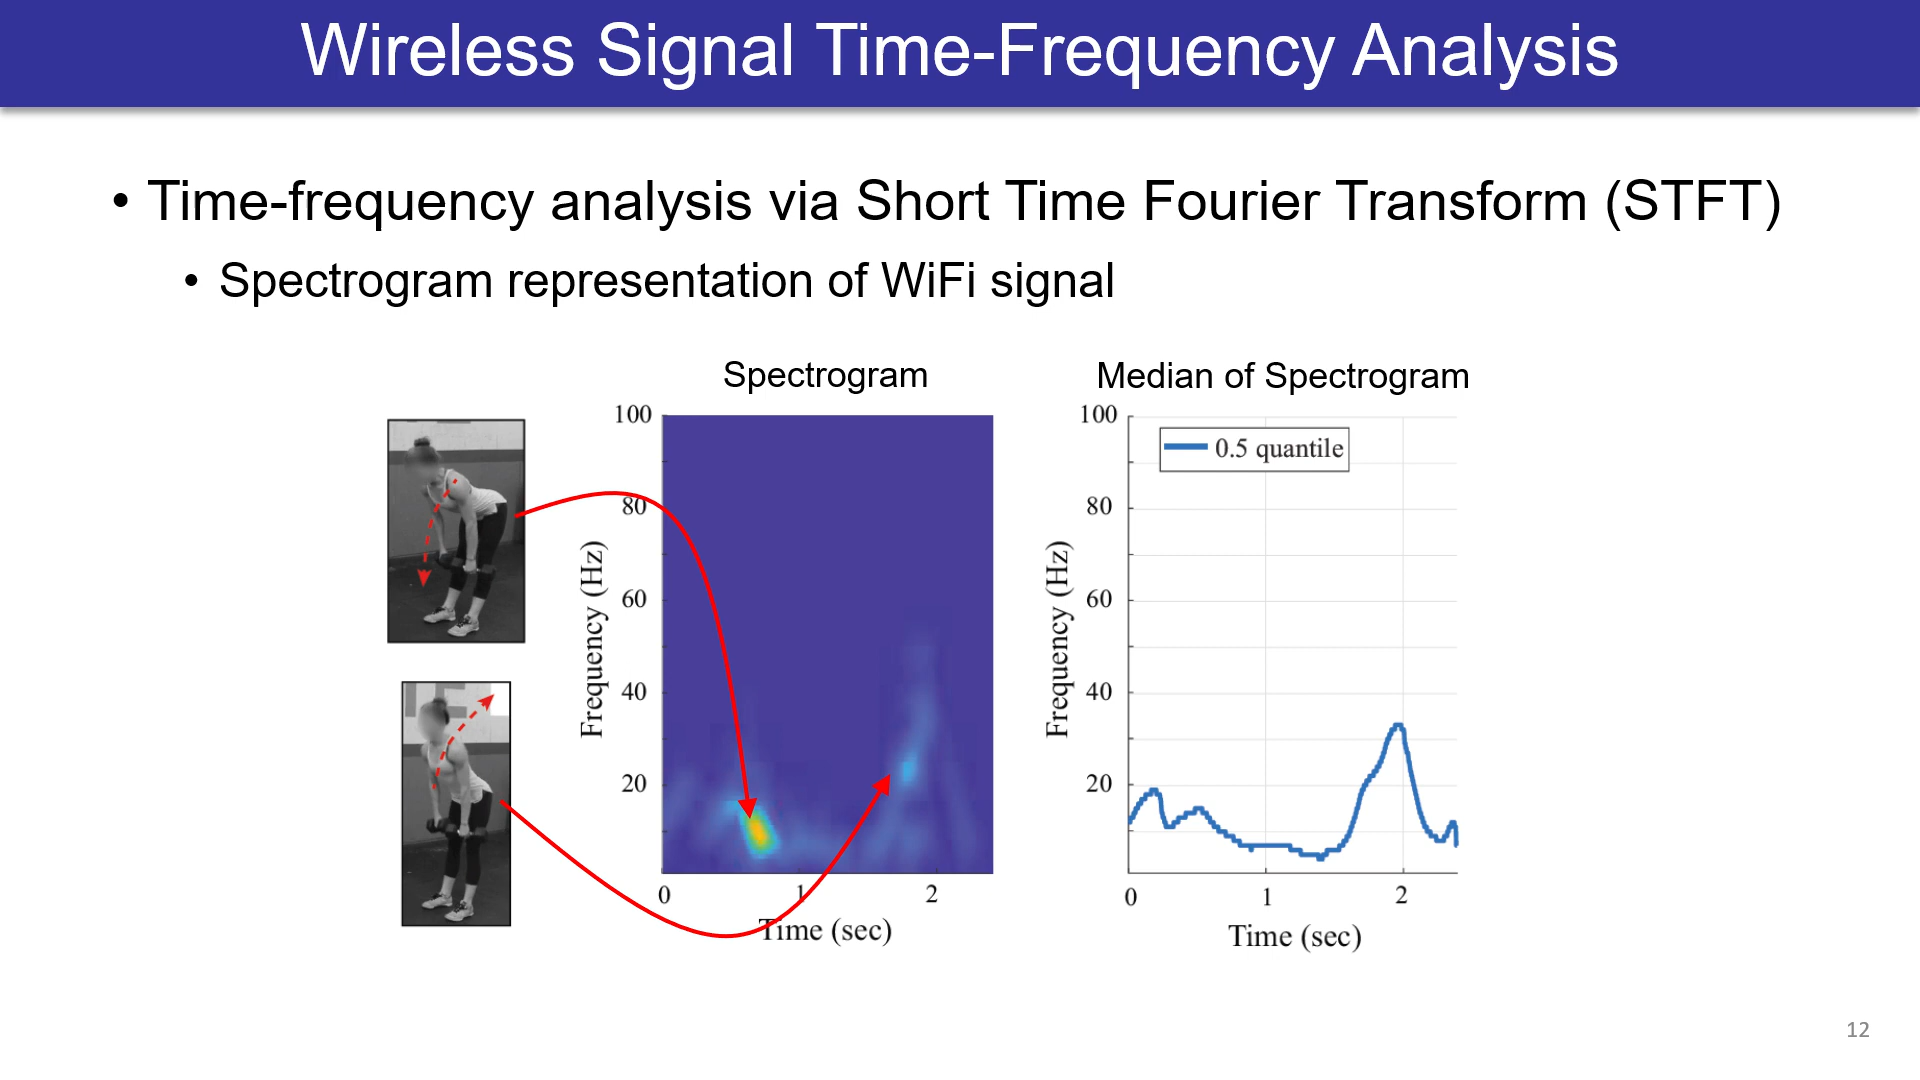 Wireless Signal Time-Frequency Analysis
• Time-frequency analysis via Short Time Fourier Transform (STFT)
• Spectrogram representation of WiFi signal
Spectrogram
100
80
60
40
20
Frequency (Hz)
0 1 2
Time (sec)
Median of Spectrogram
0.5 quantile
100
80
60
40
20
Frequency (Hz)
0 1 2
Time (sec)
12